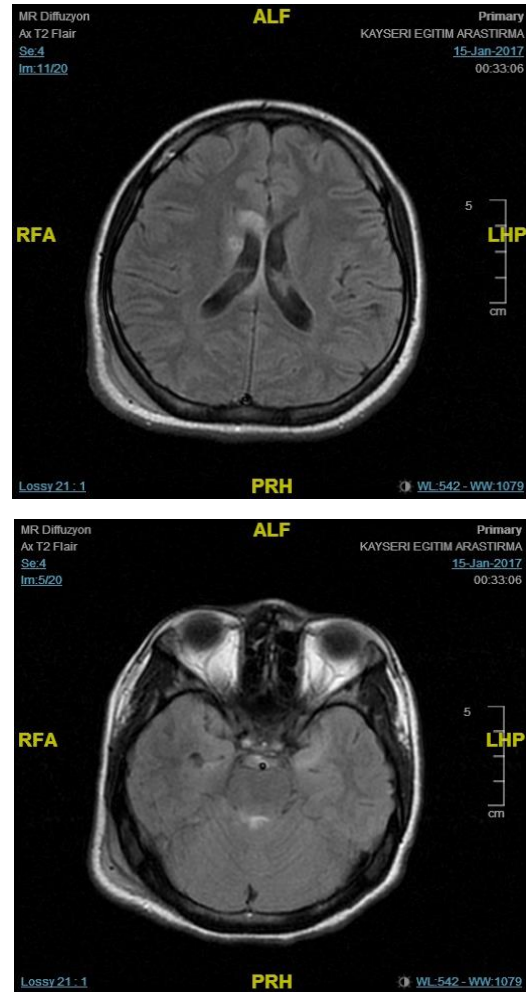 MR Diffuzyon
Ax T2 Flair
Se:4
Im:11/20
ALF
Primary
KAYSERI EGITIM ARASTIRMA
15-Jan-2017
00:33:06
RFA
5
LHP
cm
Lossy 21 : 1
PRH
WL:542 - WW:1079
MR Diffuzyon
Ax T2 Flair
Se:4
Im:5/20
ALF
Primary
KAYSERI EGITIM ARASTIRMA
15-Jan-2017
00:33:06
RFA
5
LHP
cm
Lossy 21 : 1
PRH
WL:542 - WW:1079